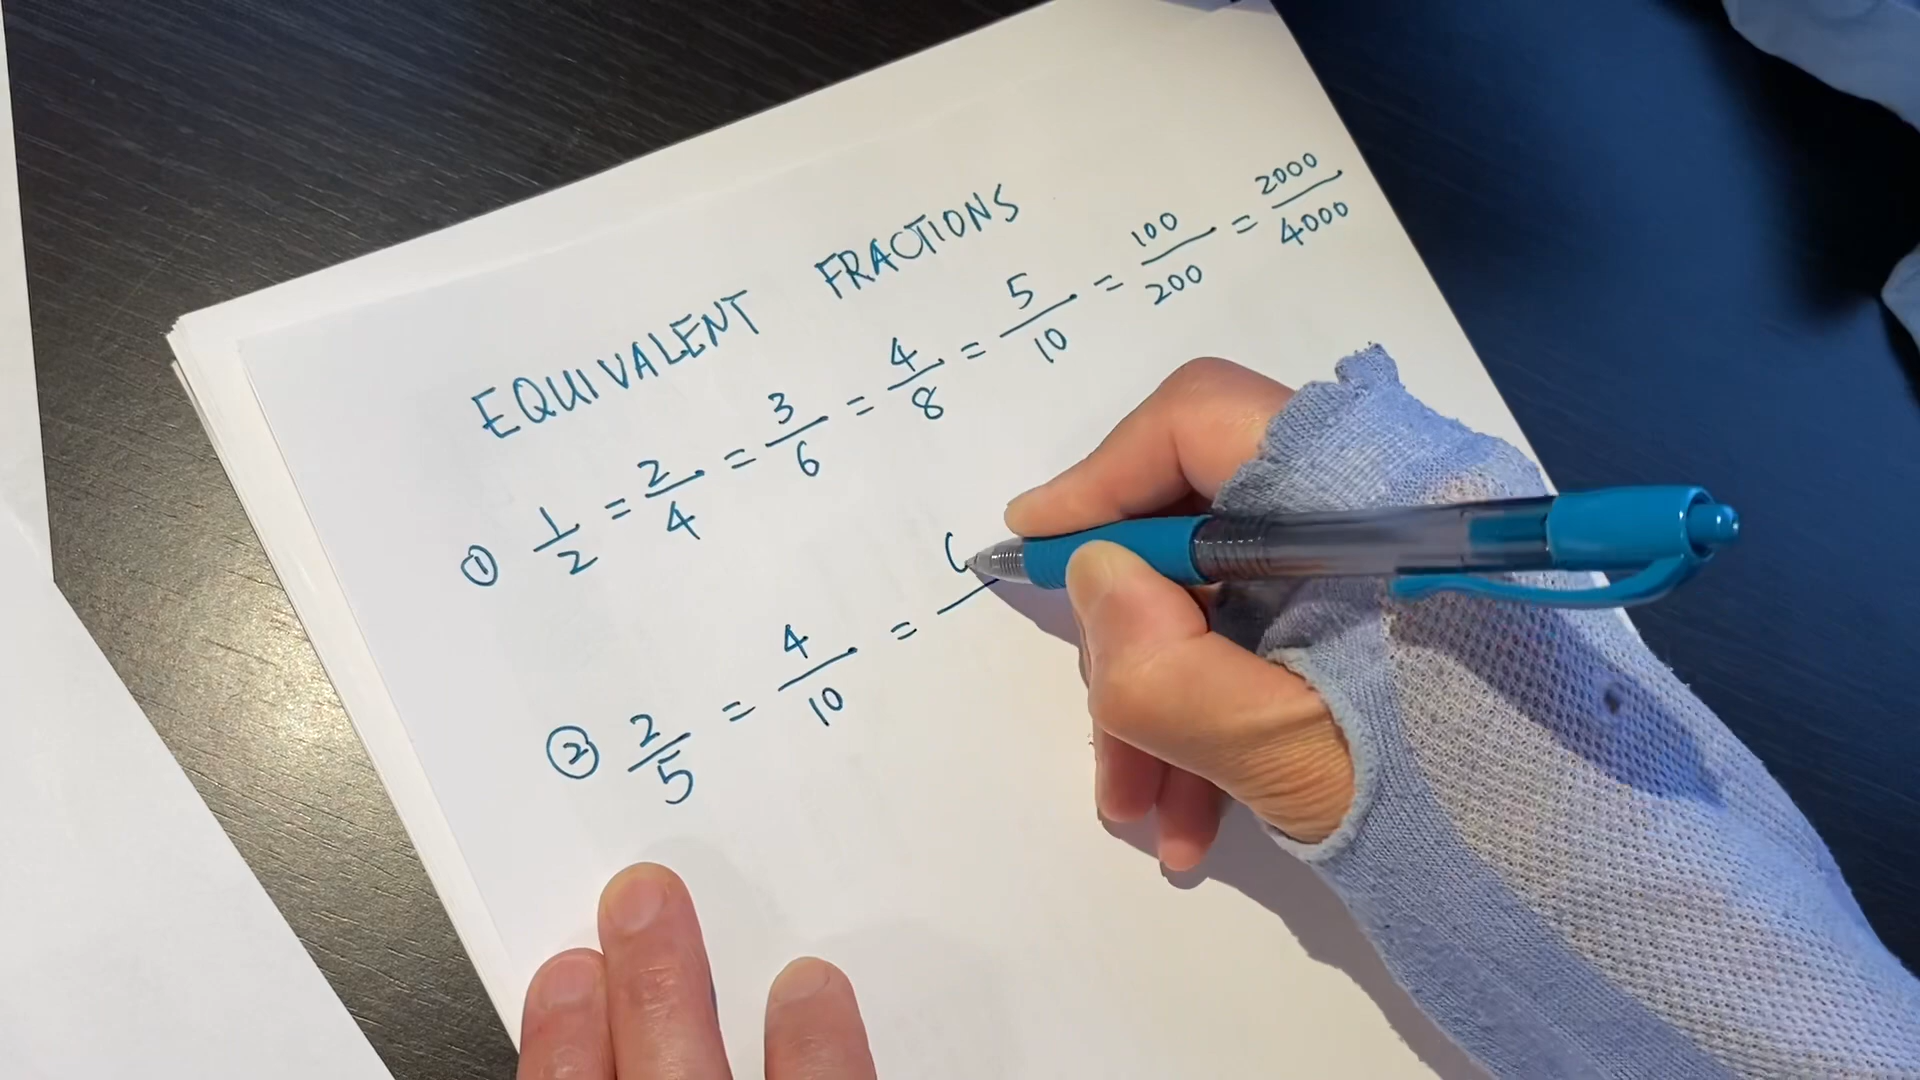 EQUIVALENT FRACTIONS
① 1/2 = 2/4 = 3/6 = 4/8 = 5/10 = 100/200 = 2000/4000
② 2/5 = 4/10 =